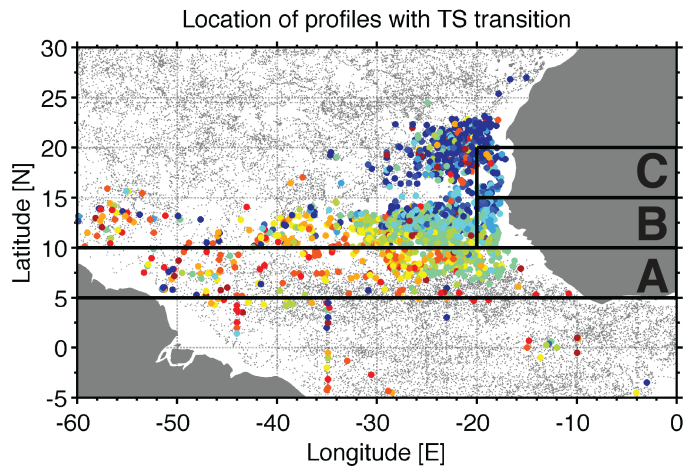 Location of profiles with TS transition
30
25
20
15
10
5
0
-5
Latitude [N]
C
B
A
-60 -50 -40 -30 -20 -10 0
Longitude [E]